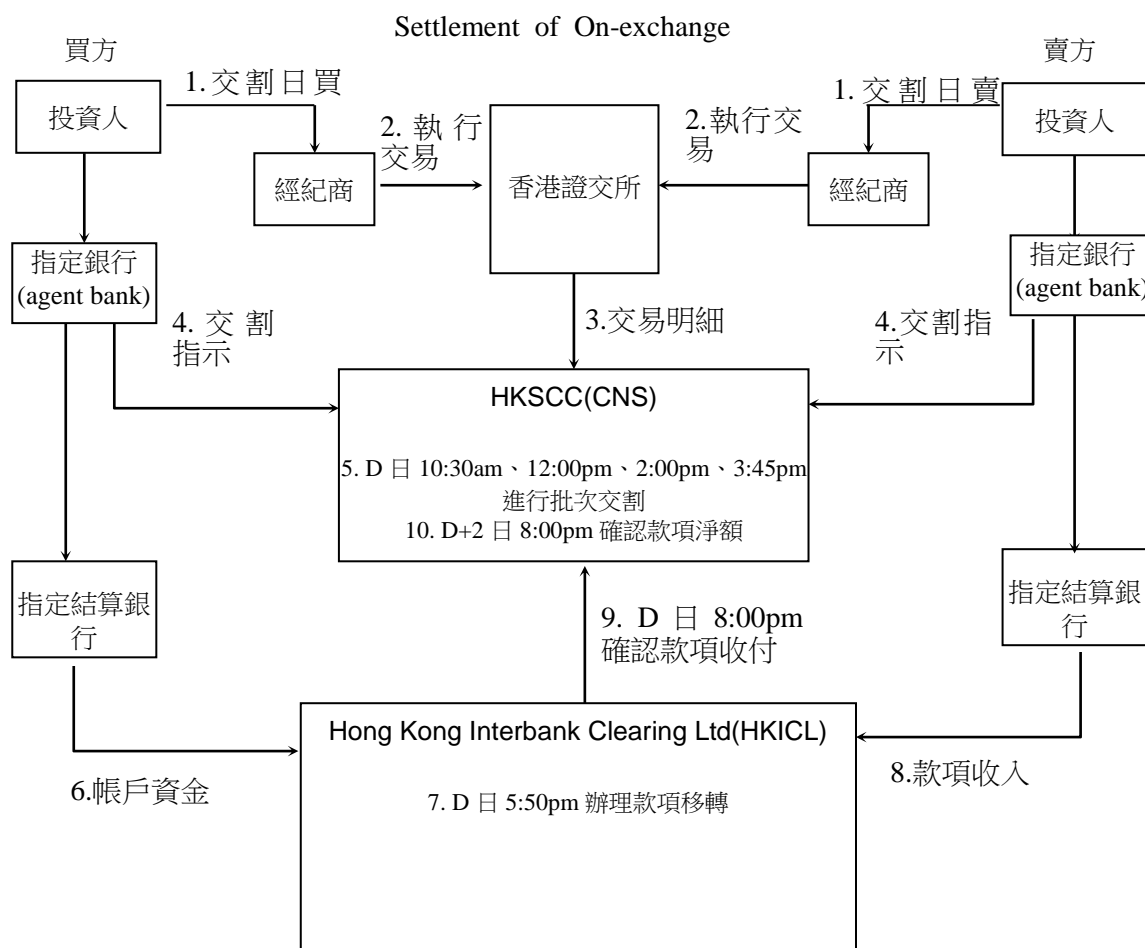 Settlement of On-exchange
買方
賣方
1.交割日買
1.交割日賣
投資人
投資人
2. 執行
交易
2.執行交
易
經紀商
香港證交所
經紀商
指定銀行
(agent bank)
指定銀行
(agent bank)
4. 交割
指示
3.交易明細
4.交割指
示
HKSCC(CNS)
5. D 日 10:30am、12:00pm、2:00pm、3:45pm
進行批次交割
10. D+2 日 8:00pm 確認款項淨額
指定結算銀
行
指定結算銀
行
9. D 日 8:00pm
確認款項收付
Hong Kong Interbank Clearing Ltd(HKICL)
6.帳戶資金
8.款項收入
7. D 日 5:50pm 辦理款項移轉